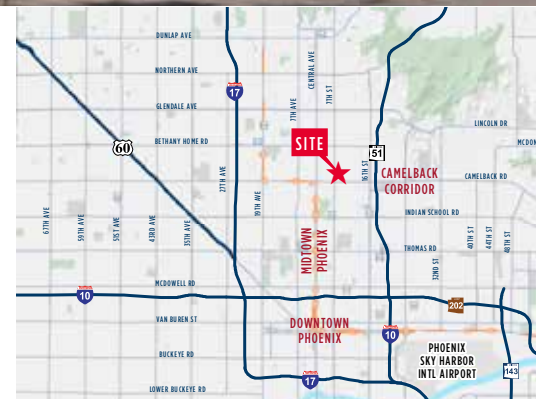 DUNLAP AVE
NORTHERN AVE
GLENDALE AVE
BETHANY HOME RD
17
60
27TH AVE
19TH AVE
7TH AVE
CENTRAL AVE
7TH ST
SITE
51
16TH ST
LINCOLN DR
MCDON
CAMELBACK
CORRIDOR
CAMELBACK RD
67TH AVE
59TH AVE
51ST AVE
43RD AVE
35TH AVE
MIDTOWN
PHOENIX
INDIAN SCHOOL RD
THOMAS RD
32ND ST
40TH ST
44TH ST
48TH ST
MCDOWELL RD
10
202
VAN BUREN ST
DOWNTOWN
PHOENIX
10
BUCKEYE RD
PHOENIX
SKY HARBOR
INTL AIRPORT
143
17
LOWER BUCKEYE RD